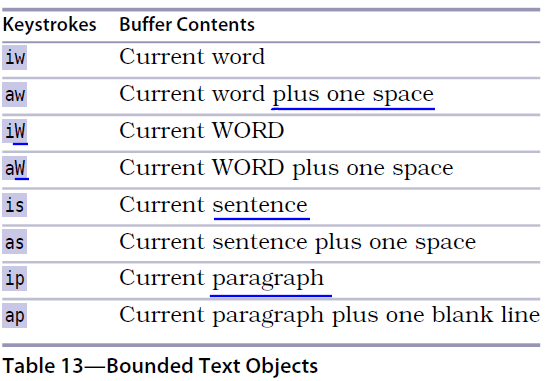 Keystrokes Buffer Contents
iw Current word
aw Current word plus one space
iW Current WORD
aW Current WORD plus one space
is Current sentence
as Current sentence plus one space
ip Current paragraph
ap Current paragraph plus one blank line
Table 13—Bounded Text Objects